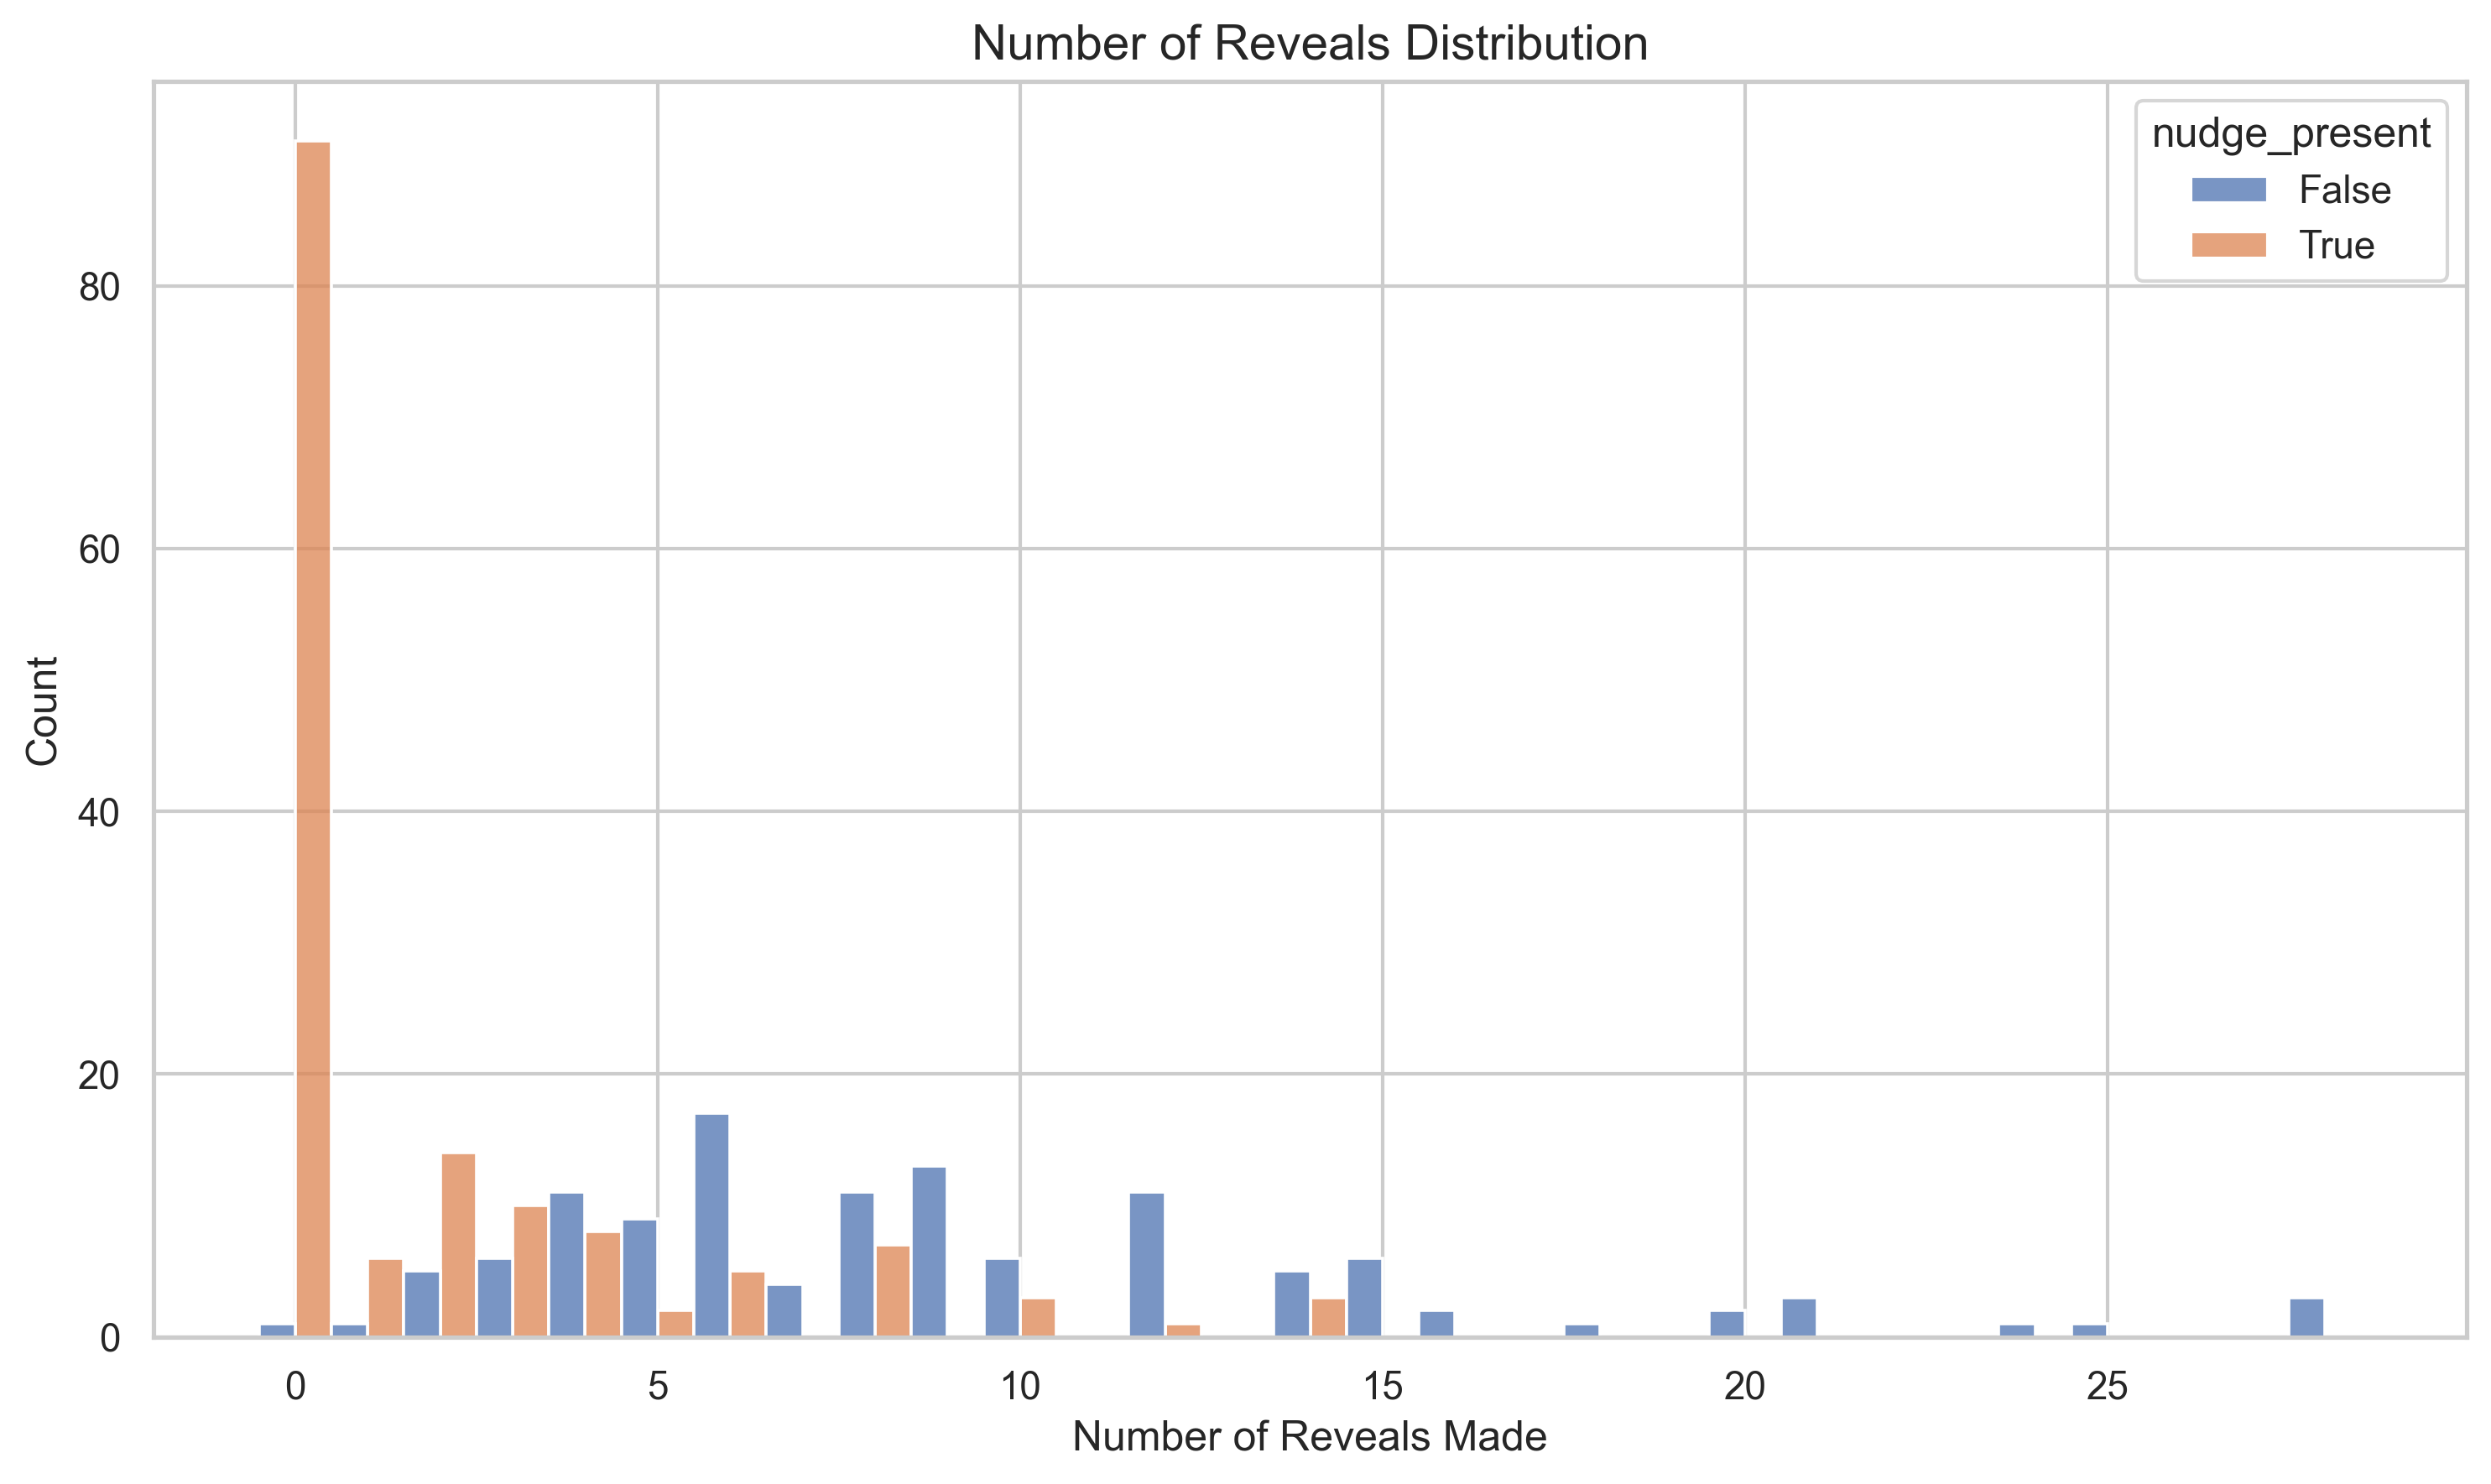 Number of Reveals Distribution
nudge_present
False
True
Count
80
60
40
20
0
0 5 10 15 20 25
Number of Reveals Made